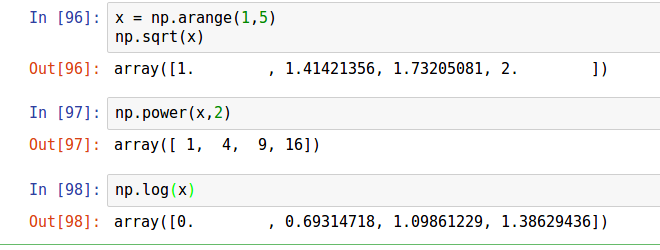 In [96]: x = np.arange(1,5)
np.sqrt(x)
Out[96]: array([1.        , 1.41421356, 1.73205081, 2.        ])
In [97]: np.power(x,2)
Out[97]: array([ 1,  4,  9, 16])
In [98]: np.log(x)
Out[98]: array([0.        , 0.69314718, 1.09861229, 1.38629436])